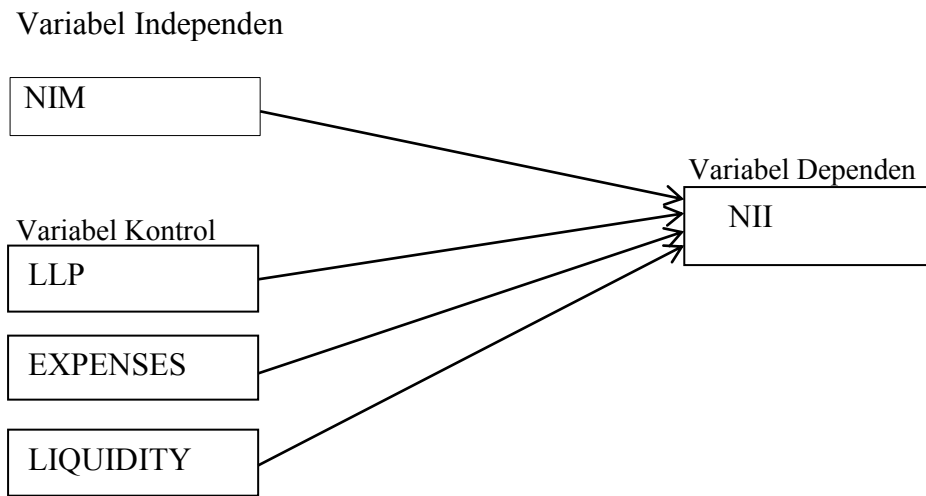 Variabel Independen
NIM
Variabel Dependen
NII
Variabel Kontrol
LLP
EXPENSES
LIQUIDITY